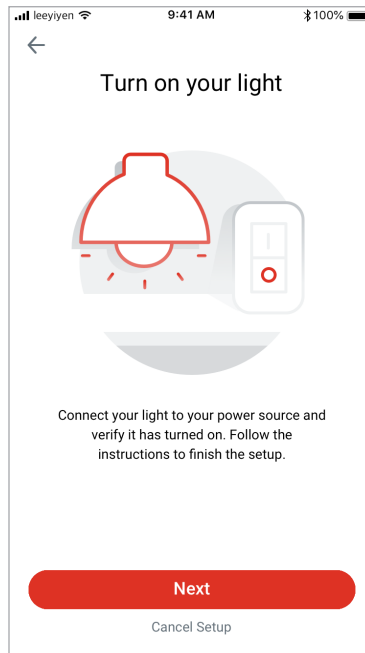 leeyiyen 9:41 AM 100%
Turn on your light
Connect your light to your power source and
verify it has turned on. Follow the
instructions to finish the setup.
Next
Cancel Setup